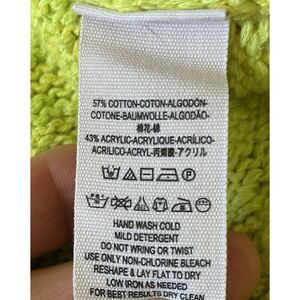 57% COTTON-COTON-ALGODÓN-
COTONE-BAUMWOLLE-ALGODÃO-
棉花-綿
43% ACRYLIC-ACRYLIQUE-ACRÍLICO-
ACRILICO-ACRYL-丙烯酸-アクリル
P
HAND WASH COLD
MILD DETERGENT
DO NOT WRING OR TWIST
USE ONLY NON-CHLORINE BLEACH
RESHAPE & LAY FLAT TO DRY
LOW IRON AS NEEDED
FOR BEST RESULTS DRY CLEAN